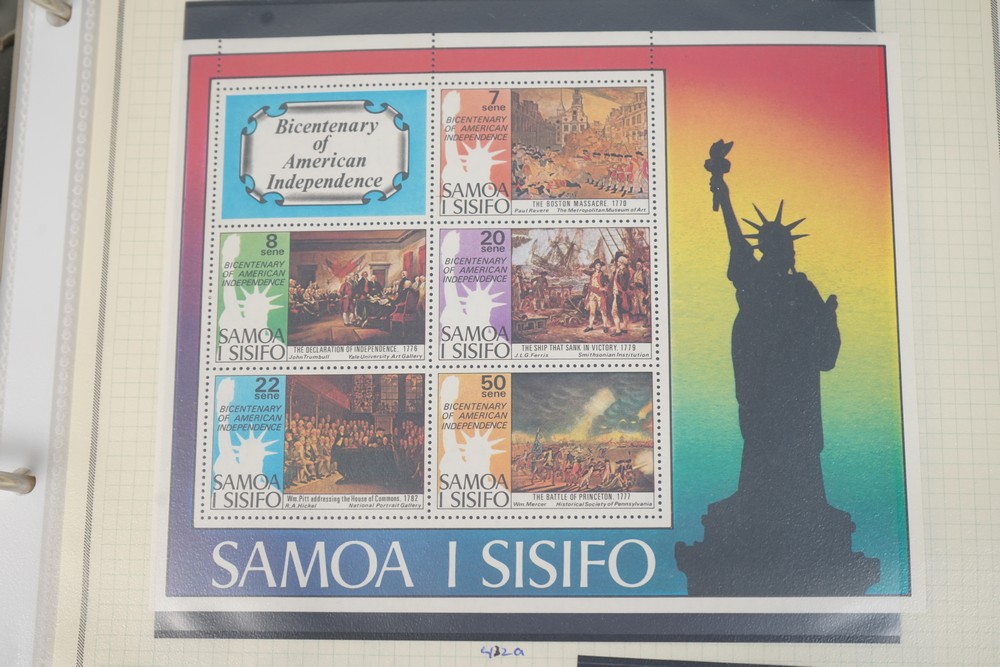 Bicentenary
of
American
Independence
7
sene
BICENTENARY
OF AMERICAN
INDEPENDENCE
SAMOA
I SISIFO
THE BOSTON MASSACRE, 1770
Paul Revere The Metropolitan Museum of Art
8
sene
BICENTENARY
OF AMERICAN
INDEPENDENCE
SAMOA
I SISIFO
THE DECLARATION OF INDEPENDENCE, 1776
John Trumbull Yale University Art Gallery
20
sene
BICENTENARY
OF AMERICAN
INDEPENDENCE
SAMOA
I SISIFO
THE SHIP THAT SANK IN VICTORY, 1779
J.L.G. Ferris Smithsonian Institution
22
sene
BICENTENARY
OF AMERICAN
INDEPENDENCE
SAMOA
I SISIFO
Wm. Pitt addressing the House of Commons, 1782
K.A. Hickel National Portrait Gallery
50
sene
BICENTENARY
OF AMERICAN
INDEPENDENCE
SAMOA
I SISIFO
THE BATTLE OF PRINCETON, 1777
Wm. Mercer Historical Society of Pennsylvania
SAMOA I SISIFO